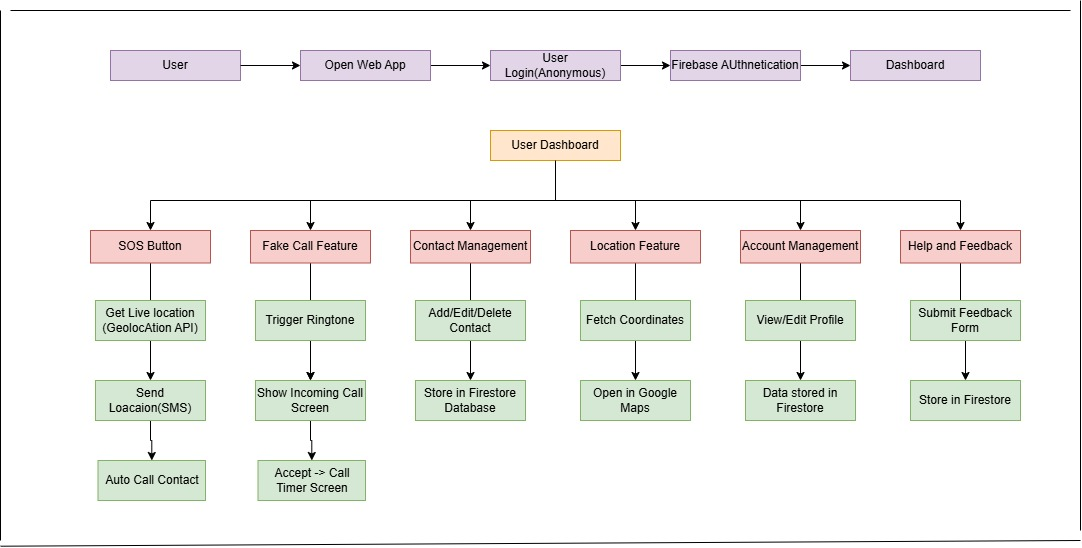 User
Open Web App
User
Login(Anonymous)
Firebase AUthnetication
Dashboard
User Dashboard
SOS Button
Fake Call Feature
Contact Management
Location Feature
Account Management
Help and Feedback
Get Live location
(GeolocAtion API)
Trigger Ringtone
Add/Edit/Delete
Contact
Fetch Coordinates
View/Edit Profile
Submit Feedback
Form
Send
Loacaion(SMS)
Show Incoming Call
Screen
Store in Firestore
Database
Open in Google
Maps
Data stored in
Firestore
Store in Firestore
Auto Call Contact
Accept -> Call
Timer Screen